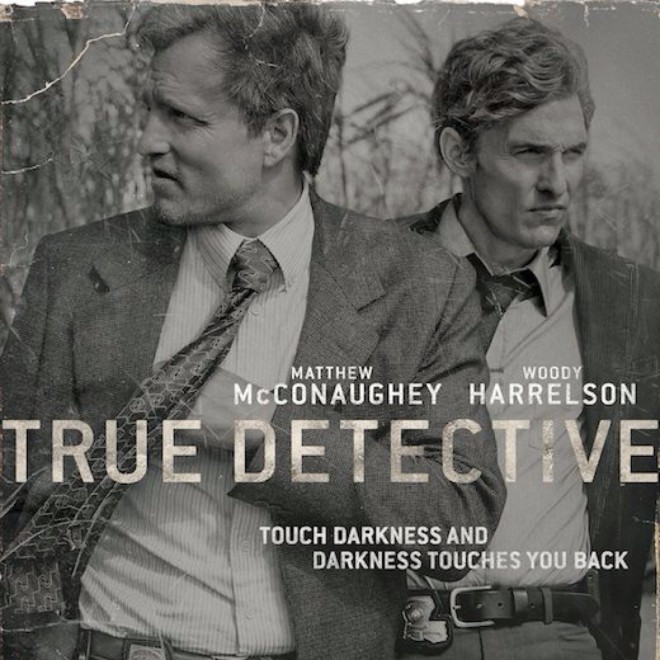 MATTHEW
McCONAUGHEY
WOODY
HARRELSON
TRUE DETECTIVE
TOUCH DARKNESS AND
DARKNESS TOUCHES YOU BACK